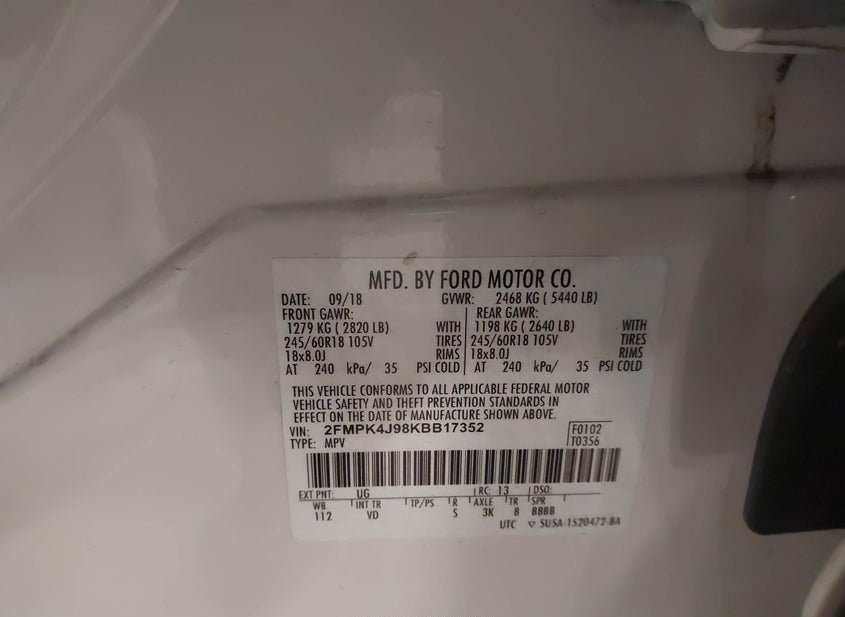 MFD. BY FORD MOTOR CO.
DATE: 09/18 GVWR: 2468 KG ( 5440 LB)
FRONT GAWR: REAR GAWR:
1279 KG ( 2820 LB) WITH 1198 KG ( 2640 LB) WITH
245/60R18 105V TIRES 245/60R18 105V TIRES
18x8.0J RIMS 18x8.0J RIMS
AT 240 kPa/ 35 PSI COLD AT 240 kPa/ 35 PSI COLD
THIS VEHICLE CONFORMS TO ALL APPLICABLE FEDERAL MOTOR
VEHICLE SAFETY AND THEFT PREVENTION STANDARDS IN
EFFECT ON THE DATE OF MANUFACTURE SHOWN ABOVE.
VIN: 2FMPK4J98KBB17352 F0102
TYPE: MPV T0356
EXT PNT: UG RC: 13 DSO:
WB INT TR TP/PS R AXLE TR SPR
112 VD S 3K 8 BBBB
UTC 5USA-1520472-BA